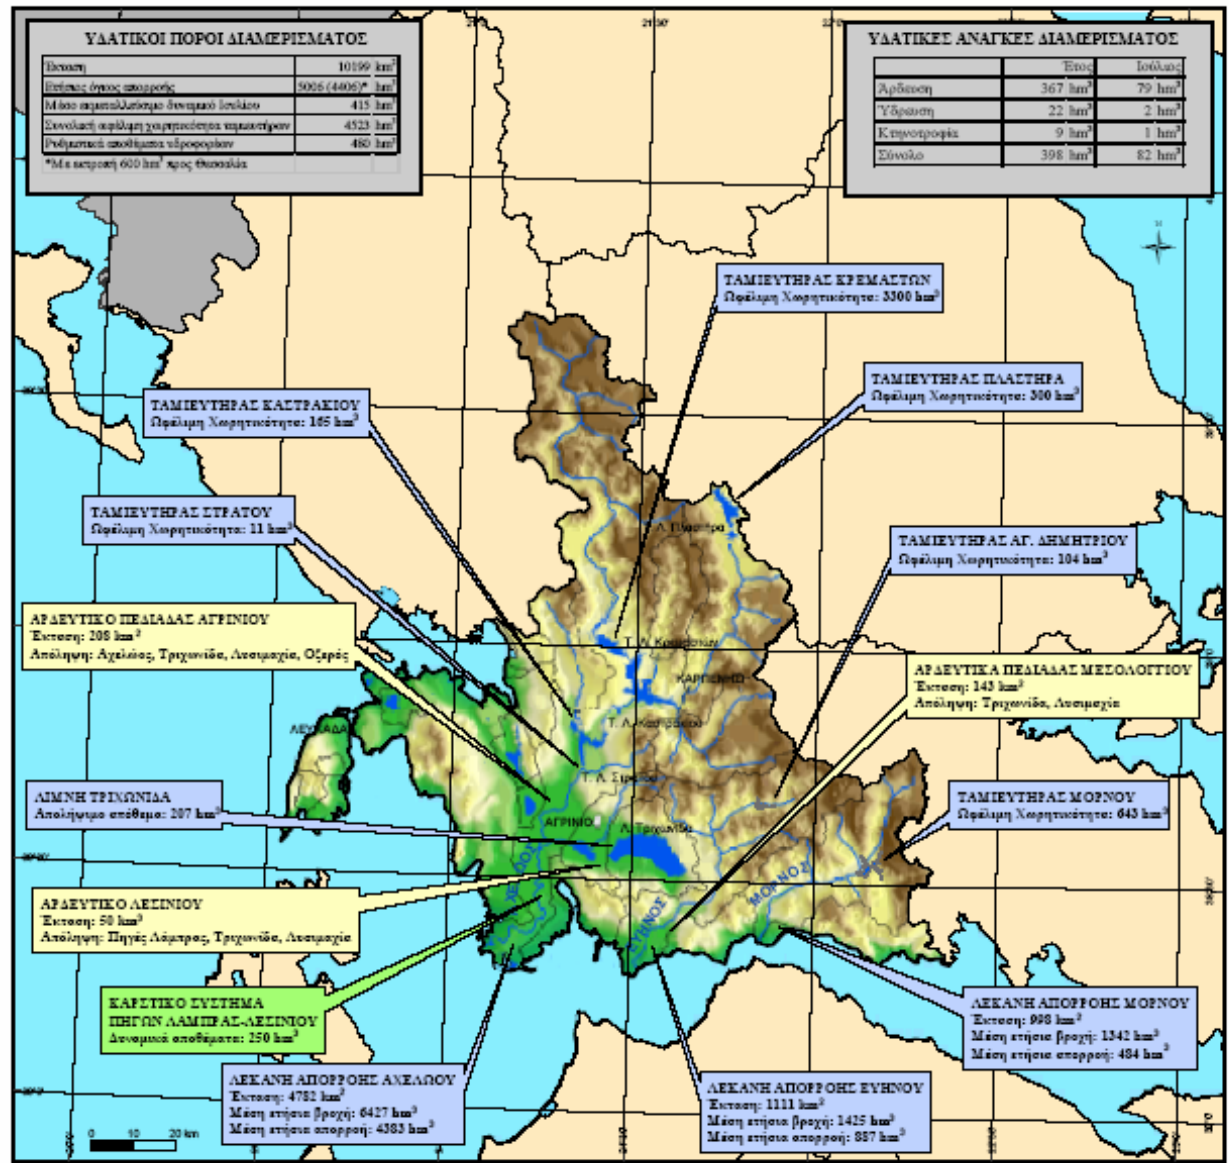 ΥΔΑΤΙΚΟΙ ΠΟΡΟΙ ΔΙΑΜΕΡΙΣΜΑΤΟΣ
Έκταση 10199 km²
Ετήσιος όγκος απορροής 5006 (4406)* hm³
Μέσο εκμεταλλεύσιμο δυναμικό Ιουλίου 415 hm³
Συνολική ωφέλιμη χωρητικότητα ταμιευτήρων 4523 hm³
Ρυθμιστικά αποθέματα υδροφορέων 480 hm³
*Με εκτροπή 600 hm³ προς Θεσσαλία
ΥΔΑΤΙΚΕΣ ΑΝΑΓΚΕΣ ΔΙΑΜΕΡΙΣΜΑΤΟΣ
Έτος Ιούλιος
Άρδευση 367 hm³ 79 hm³
Ύδρευση 22 hm³ 2 hm³
Κτηνοτροφία 9 hm³ 1 hm³
Σύνολο 398 hm³ 82 hm³
ΤΑΜΙΕΥΤΗΡΑΣ ΚΡΕΜΑΣΤΩΝ
Ωφέλιμη Χωρητικότητα: 3300 hm³
ΤΑΜΙΕΥΤΗΡΑΣ ΠΛΑΣΤΗΡΑ
Ωφέλιμη Χωρητικότητα: 300 hm³
ΤΑΜΙΕΥΤΗΡΑΣ ΚΑΣΤΡΑΚΙΟΥ
Ωφέλιμη Χωρητικότητα: 165 hm³
ΤΑΜΙΕΥΤΗΡΑΣ ΣΤΡΑΤΟΥ
Ωφέλιμη Χωρητικότητα: 11 hm³
Λ. Πλαστήρα
ΤΑΜΙΕΥΤΗΡΑΣ ΑΓ. ΔΗΜΗΤΡΙΟΥ
Ωφέλιμη Χωρητικότητα: 104 hm³
ΑΡΔΕΥΤΙΚΟ ΠΕΔΙΑΔΑΣ ΑΓΡΙΝΙΟΥ
Έκταση: 208 km²
Απόληψη: Αχελώος, Τριχωνίδα, Λυσιμαχία, Οζερός
Τ. Λ. Κρεμαστών
ΚΑΡΠΕΝΗΣΙ
ΑΡΔΕΥΤΙΚΑ ΠΕΔΙΑΔΑΣ ΜΕΣΟΛΟΓΓΙΟΥ
Έκταση: 143 km²
Απόληψη: Τριχωνίδα, Λυσιμαχία
ΛΕΥΚΑΔΑ
Τ. Λ. Καστρακίου
Τ. Λ. Στράτου
ΛΙΜΝΗ ΤΡΙΧΩΝΙΔΑ
Απολήψιμο απόθεμα: 207 hm³
ΑΓΡΙΝΙΟ
Λ. Τριχωνίδα
ΤΑΜΙΕΥΤΗΡΑΣ ΜΟΡΝΟΥ
Ωφέλιμη Χωρητικότητα: 643 hm³
ΜΟΡΝΟΣ
ΕΥΗΝΟΣ
ΑΡΔΕΥΤΙΚΟ ΛΕΣΙΝΙΟΥ
Έκταση: 50 km²
Απόληψη: Πηγές Λάμπρας, Τριχωνίδα, Λυσιμαχία
ΚΑΡΣΤΙΚΟ ΣΥΣΤΗΜΑ
ΠΗΓΩΝ ΛΑΜΠΡΑΣ-ΛΕΣΙΝΙΟΥ
Δυναμικά αποθέματα: 250 hm³
ΛΕΚΑΝΗ ΑΠΟΡΡΟΗΣ ΜΟΡΝΟΥ
Έκταση: 998 km²
Μέση ετήσια βροχή: 1342 hm³
Μέση ετήσια απορροή: 484 hm³
ΛΕΚΑΝΗ ΑΠΟΡΡΟΗΣ ΑΧΕΛΩΟΥ
Έκταση: 4782 km²
Μέση ετήσια βροχή: 6427 hm³
Μέση ετήσια απορροή: 4383 hm³
ΛΕΚΑΝΗ ΑΠΟΡΡΟΗΣ ΕΥΗΝΟΥ
Έκταση: 1111 km²
Μέση ετήσια βροχή: 1425 hm³
Μέση ετήσια απορροή: 887 hm³
0 10 20 km